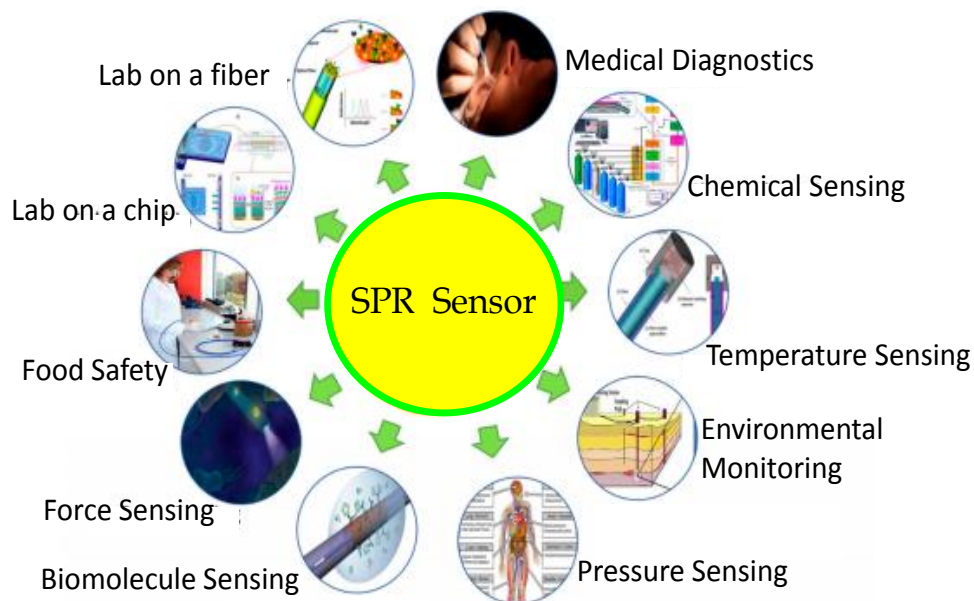 Lab on a fiber
Medical Diagnostics
Chemical Sensing
Lab on a chip
SPR Sensor
Temperature Sensing
Food Safety
Environmental
Monitoring
Force Sensing
Biomolecule Sensing
Pressure Sensing